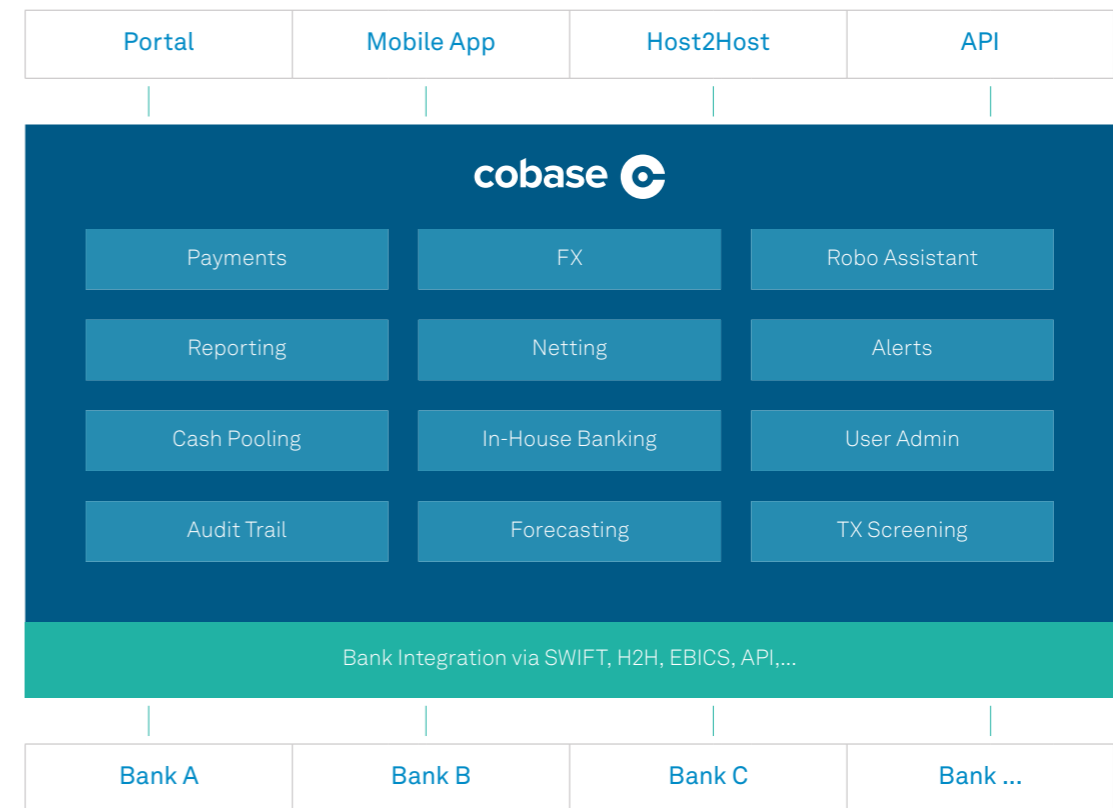 Portal Mobile App Host2Host API
cobase
Payments FX Robo Assistant
Reporting Netting Alerts
Cash Pooling In-House Banking User Admin
Audit Trail Forecasting TX Screening
Bank Integration via SWIFT, H2H, EBICS, API,...
Bank A Bank B Bank C Bank ...